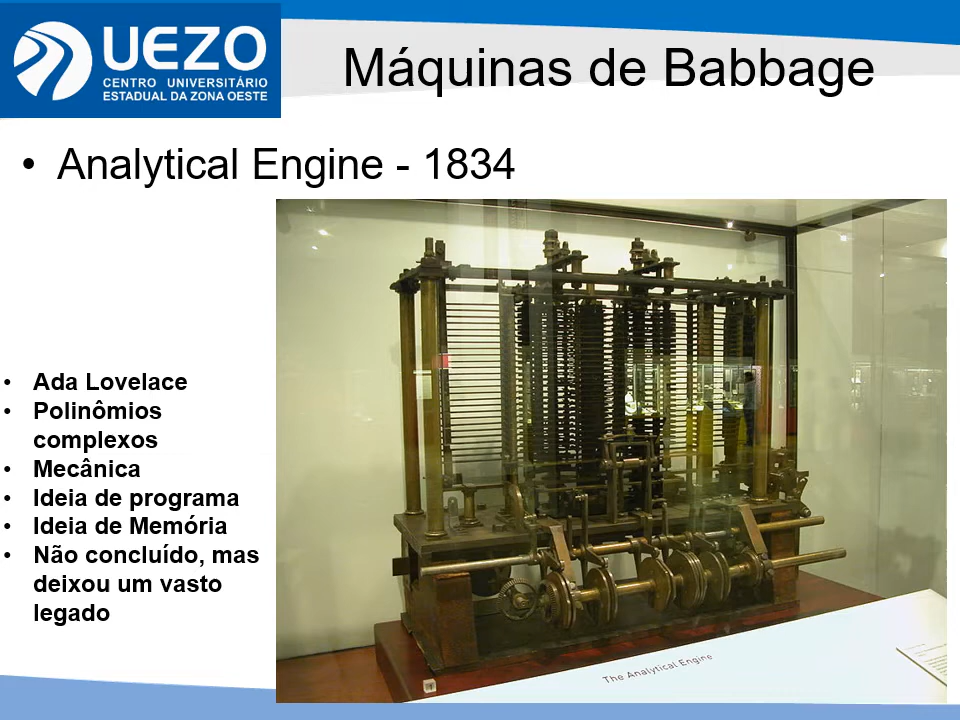 UEZO
CENTRO UNIVERSITÁRIO
ESTADUAL DA ZONA OESTE
Máquinas de Babbage
• Analytical Engine - 1834
• Ada Lovelace
• Polinômios
complexos
• Mecânica
• Ideia de programa
• Ideia de Memória
• Não concluído, mas
deixou um vasto
legado
The Analytical Engine